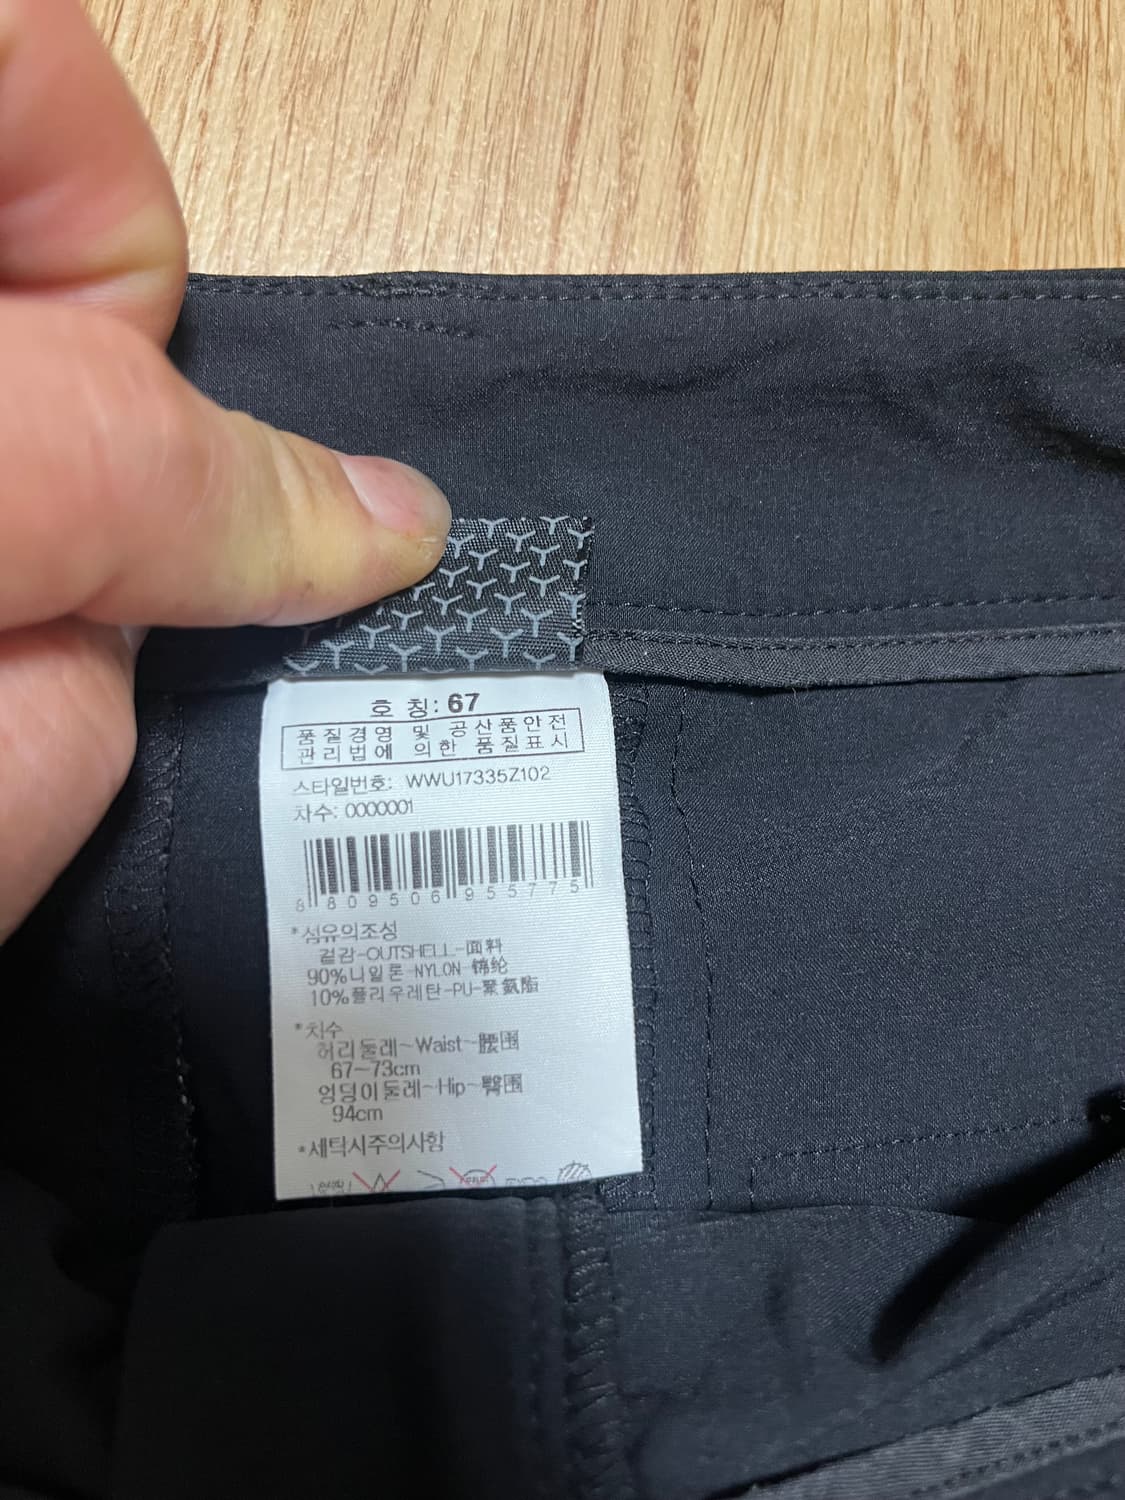 호 칭: 67
품질경영 및 공산품안전
관리법에 의한 품질표시
스타일번호: WWU17335Z102
차수: 0000001
8 809506 955775
*섬유의조성
겉감-OUTSHELL-面料
90%나일론-NYLON-锦纶
10%폴리우레탄-PU-聚氨酯
*치수
허리둘레~Waist~腰围
67~73cm
엉덩이둘레~Hip~臀围
94cm
*세탁시주의사항